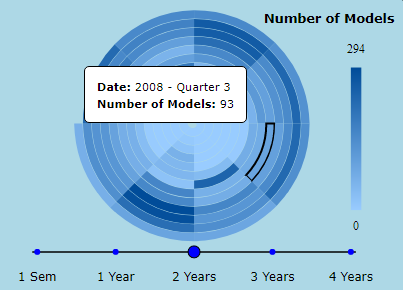 Number of Models
294
Date: 2008 - Quarter 3
Number of Models: 93
0
1 Sem
1 Year
2 Years
3 Years
4 Years